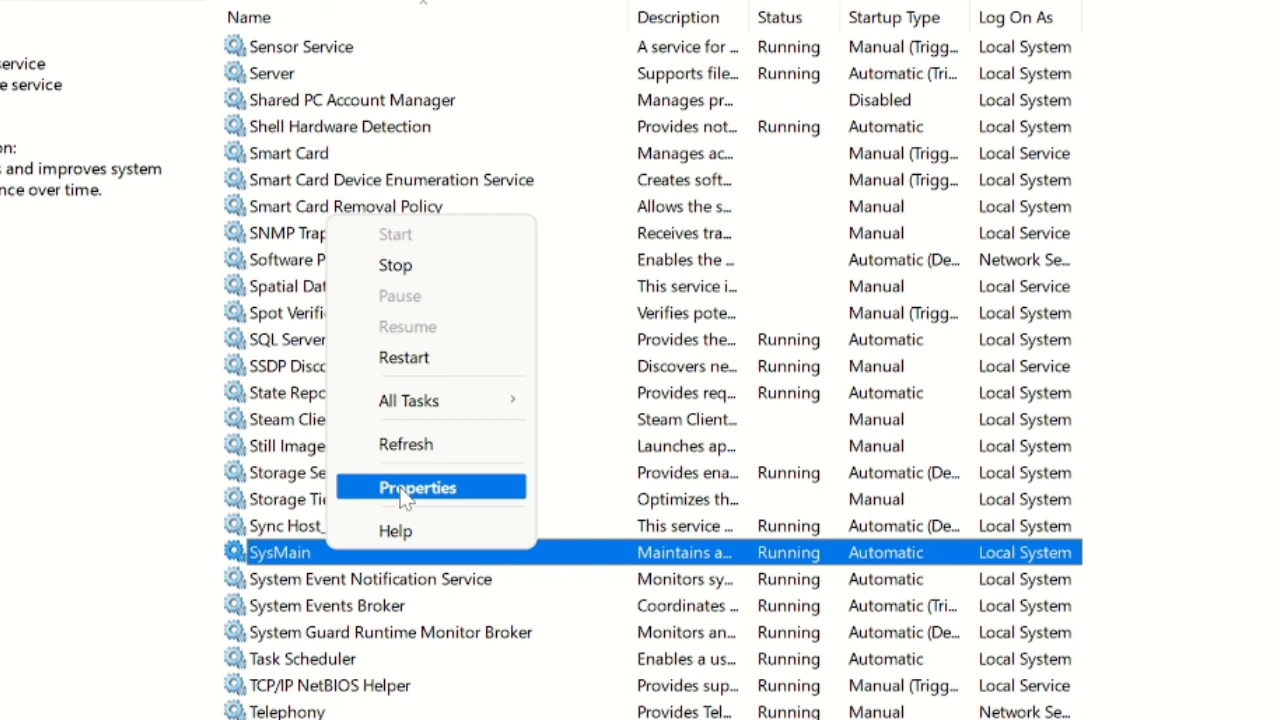 Name Description Status Startup Type Log On As
Sensor Service A service for ... Running Manual (Trigg... Local System
service
Server Supports file... Running Automatic (Tri... Local System
e service
Shared PC Account Manager Manages pr... Disabled Local System
Shell Hardware Detection Provides not... Running Automatic Local System
on:
Smart Card Manages ac... Manual (Trigg... Local Service
s and improves system
Smart Card Device Enumeration Service Creates soft... Manual (Trigg... Local System
nce over time.
Smart Card Removal Policy Allows the s... Manual Local System
SNMP Trap Receives tra... Manual Local Service
Start
Software P Enables the ... Automatic (De... Network Se...
Stop
Spatial Dat This service i... Manual Local Service
Pause
Spot Verifi Verifies pote... Manual (Trigg... Local System
Resume
SQL Server Provides the... Running Automatic Local System
Restart
SSDP Disco Discovers ne... Running Manual Local Service
State Repo Provides req... Running Automatic Local System
All Tasks
Steam Clie Steam Client... Manual Local System
Still Image Launches ap... Manual Local System
Refresh
Storage Se Provides ena... Running Automatic (De... Local System
Properties
Storage Tie Optimizes th... Manual Local System
Sync Host_ This service ... Running Automatic (De... Local System
Help
SysMain Maintains a... Running Automatic Local System
System Event Notification Service Monitors sy... Running Automatic Local System
System Events Broker Coordinates ... Running Automatic (Tri... Local System
System Guard Runtime Monitor Broker Monitors an... Running Automatic (De... Local System
Task Scheduler Enables a us... Running Automatic Local System
TCP/IP NetBIOS Helper Provides sup... Running Manual (Trigg... Local Service
Telephony Provides Tel... Running Manual Network Se...